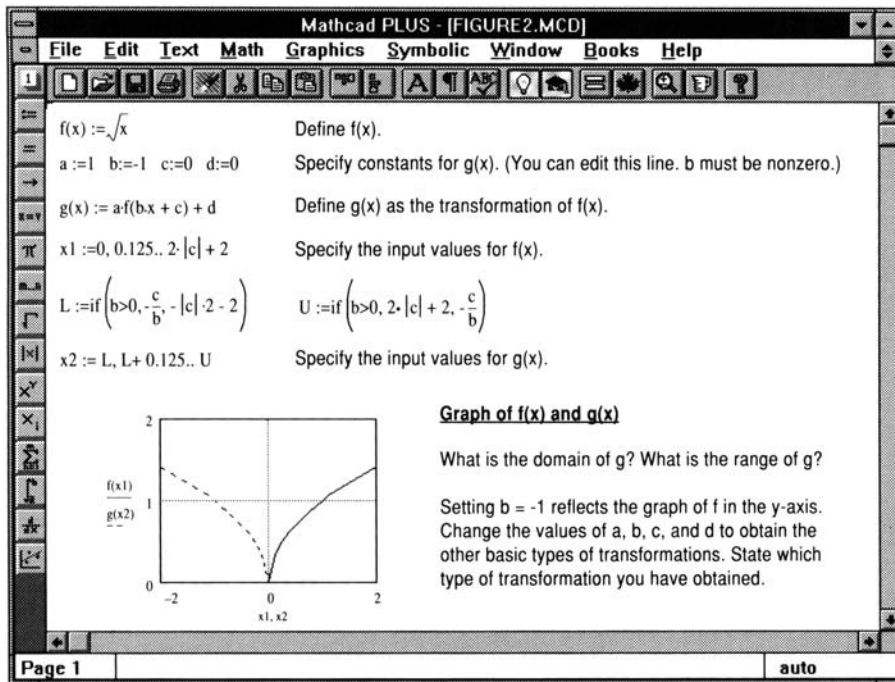 Mathcad PLUS - [FIGURE2.MCD]
File Edit Text Math Graphics Symbolic Window Books Help
f(x) := √x Define f(x).
a :=1 b:=-1 c:=0 d:=0 Specify constants for g(x). (You can edit this line. b must be nonzero.)
g(x) := a·f(b·x + c) + d Define g(x) as the transformation of f(x).
x1 :=0, 0.125.. 2· |c| + 2 Specify the input values for f(x).
L :=if(b>0, -c/b, - |c| ·2 - 2) U :=if(b>0, 2· |c| + 2, -c/b)
x2 := L, L+ 0.125.. U Specify the input values for g(x).
Graph of f(x) and g(x)
What is the domain of g? What is the range of g?
Setting b = -1 reflects the graph of f in the y-axis.
Change the values of a, b, c, and d to obtain the
other basic types of transformations. State which
type of transformation you have obtained.
2
f(x1)
1
g(x2)
0
-2 0 2
x1, x2
Page 1 auto